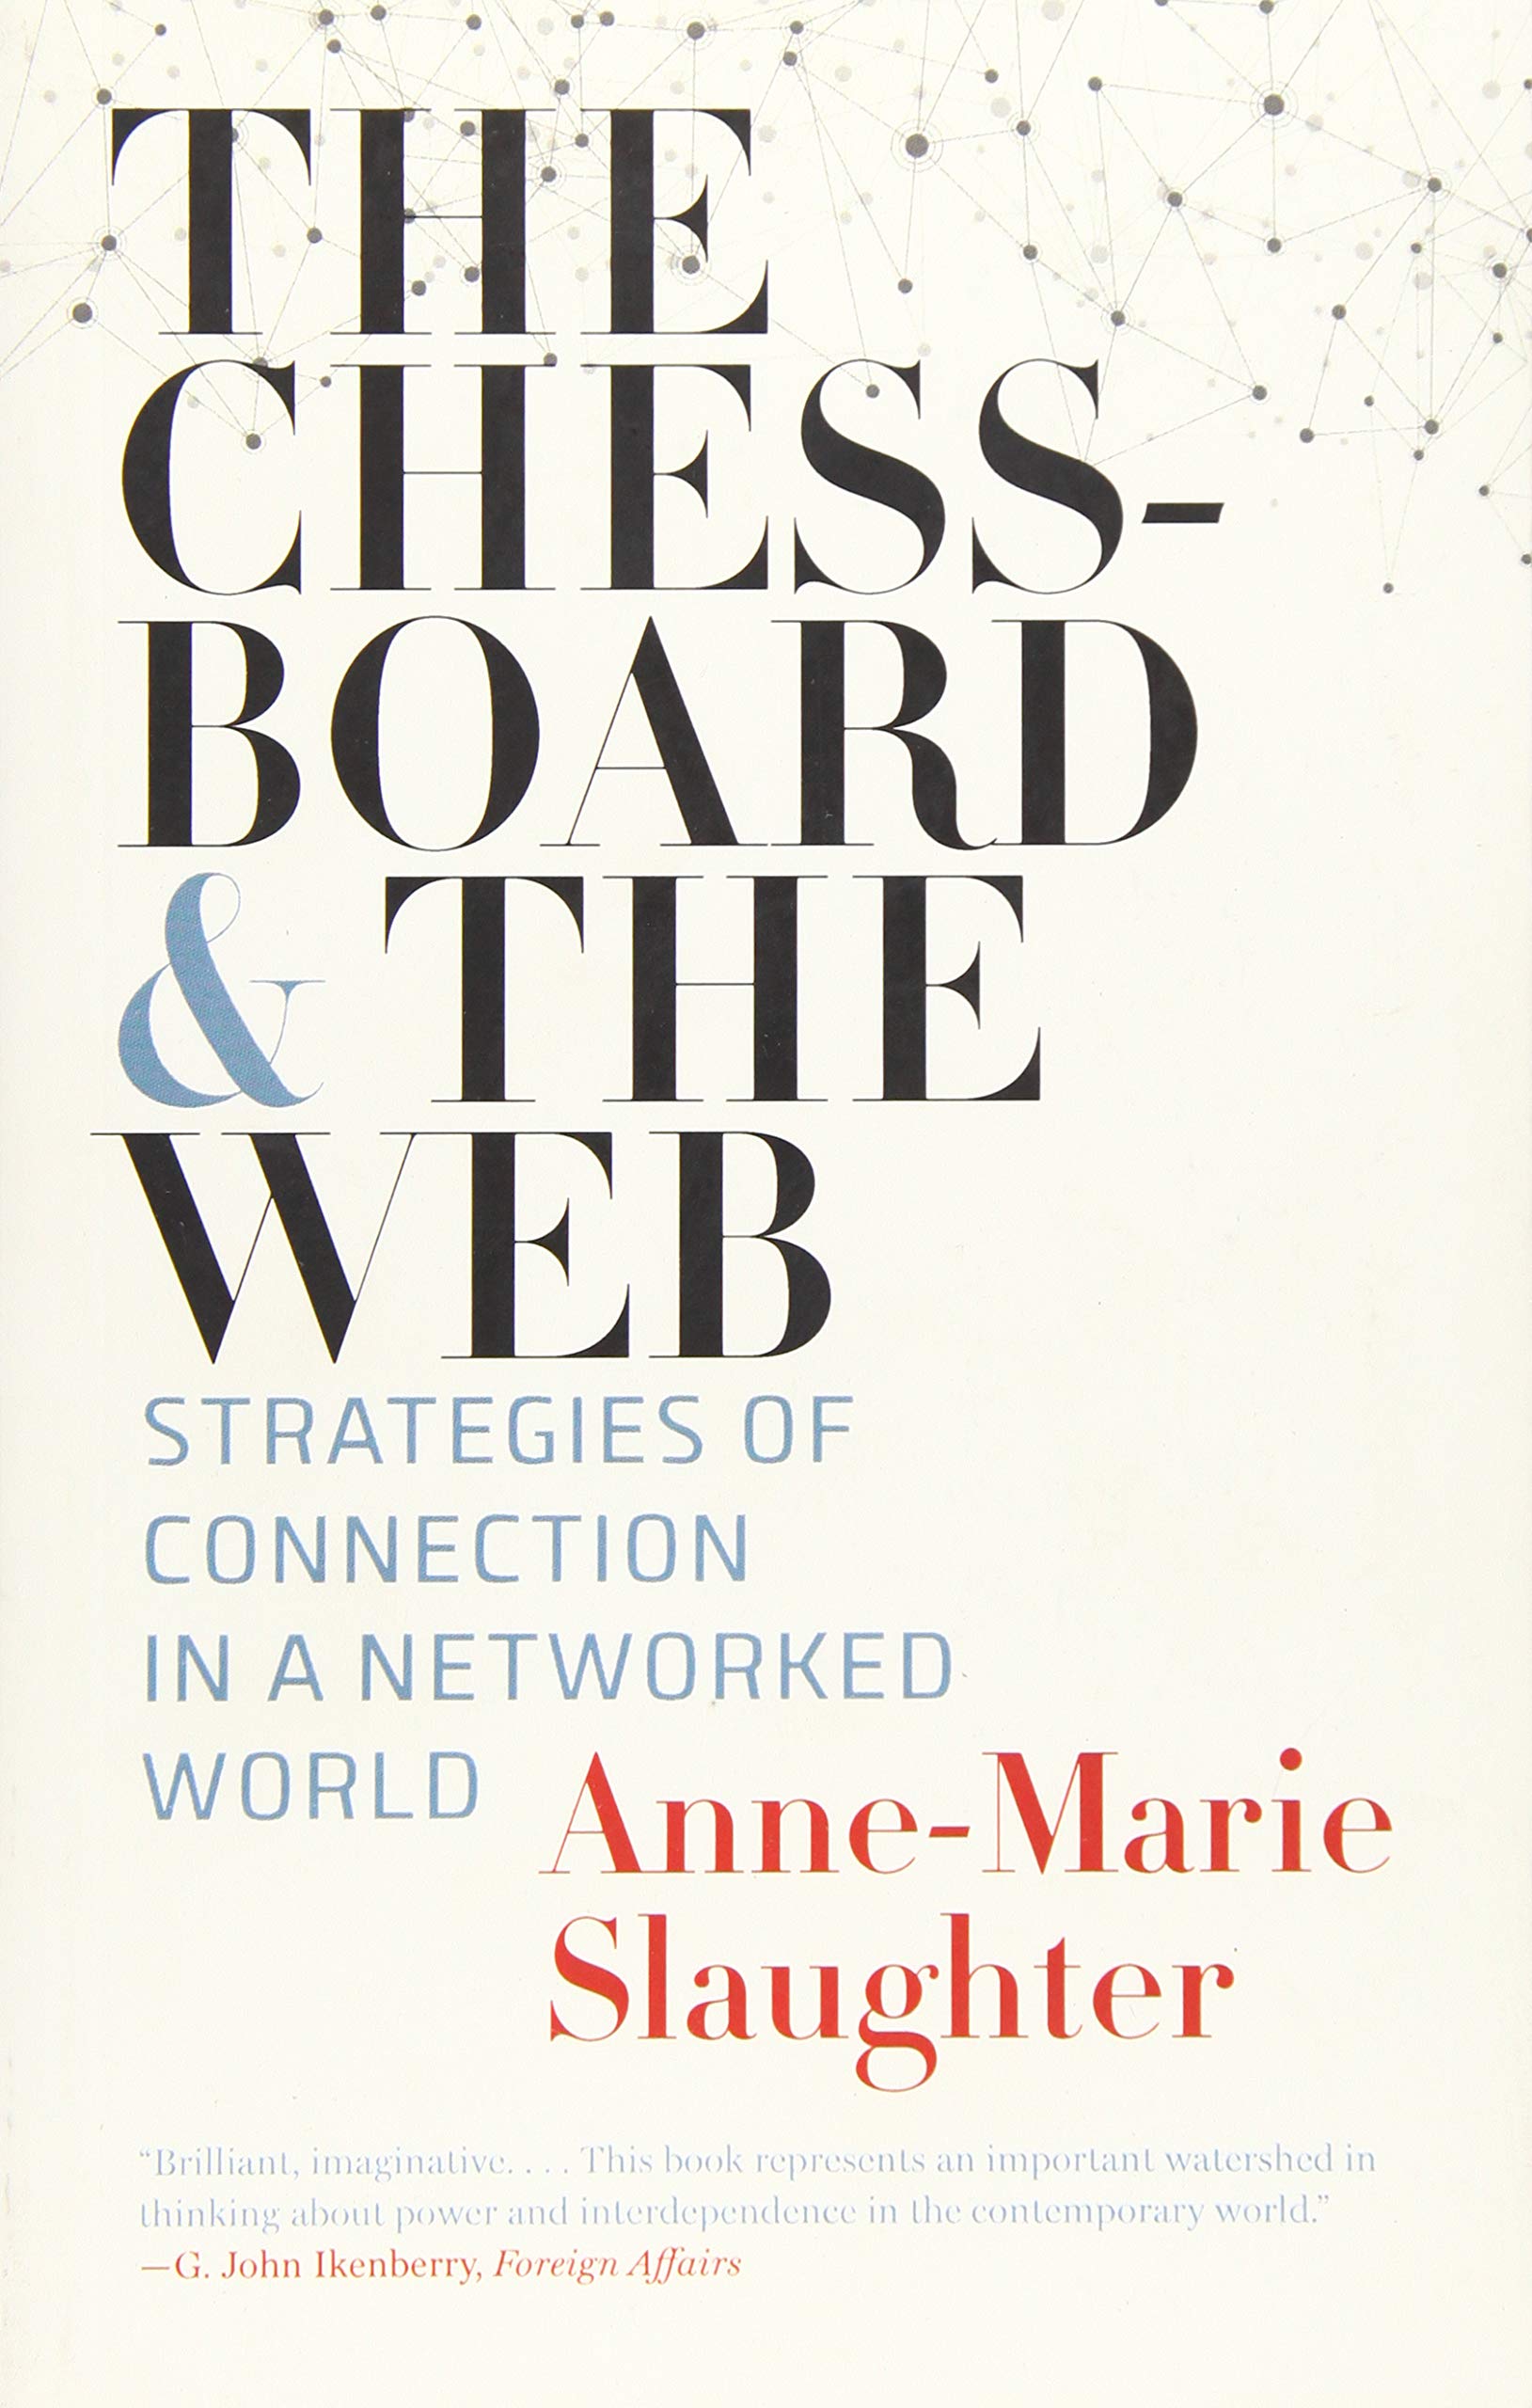 THE
CHESS-
BOARD
& THE
WEB
STRATEGIES OF
CONNECTION
IN A NETWORKED
WORLD
Anne-Marie
Slaughter
“Brilliant, imaginative. . . . This book represents an important watershed in
thinking about power and interdependence in the contemporary world.”
—G. John Ikenberry, Foreign Affairs